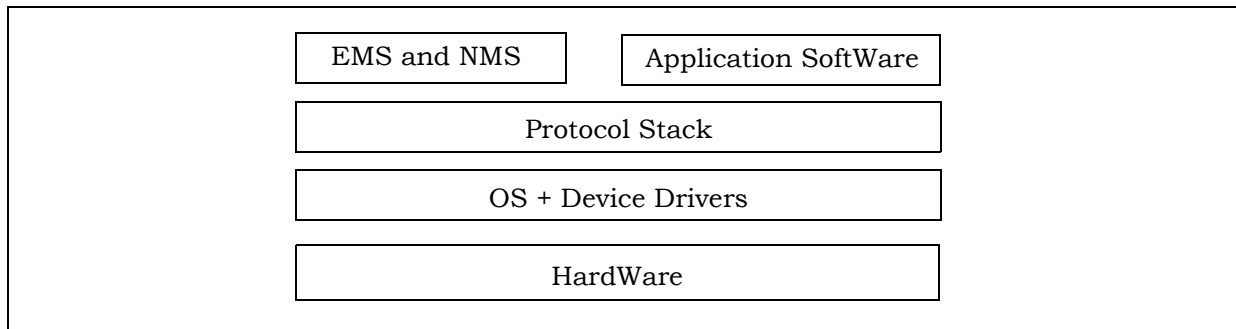 EMS and NMS
Application SoftWare
Protocol Stack
OS + Device Drivers
HardWare